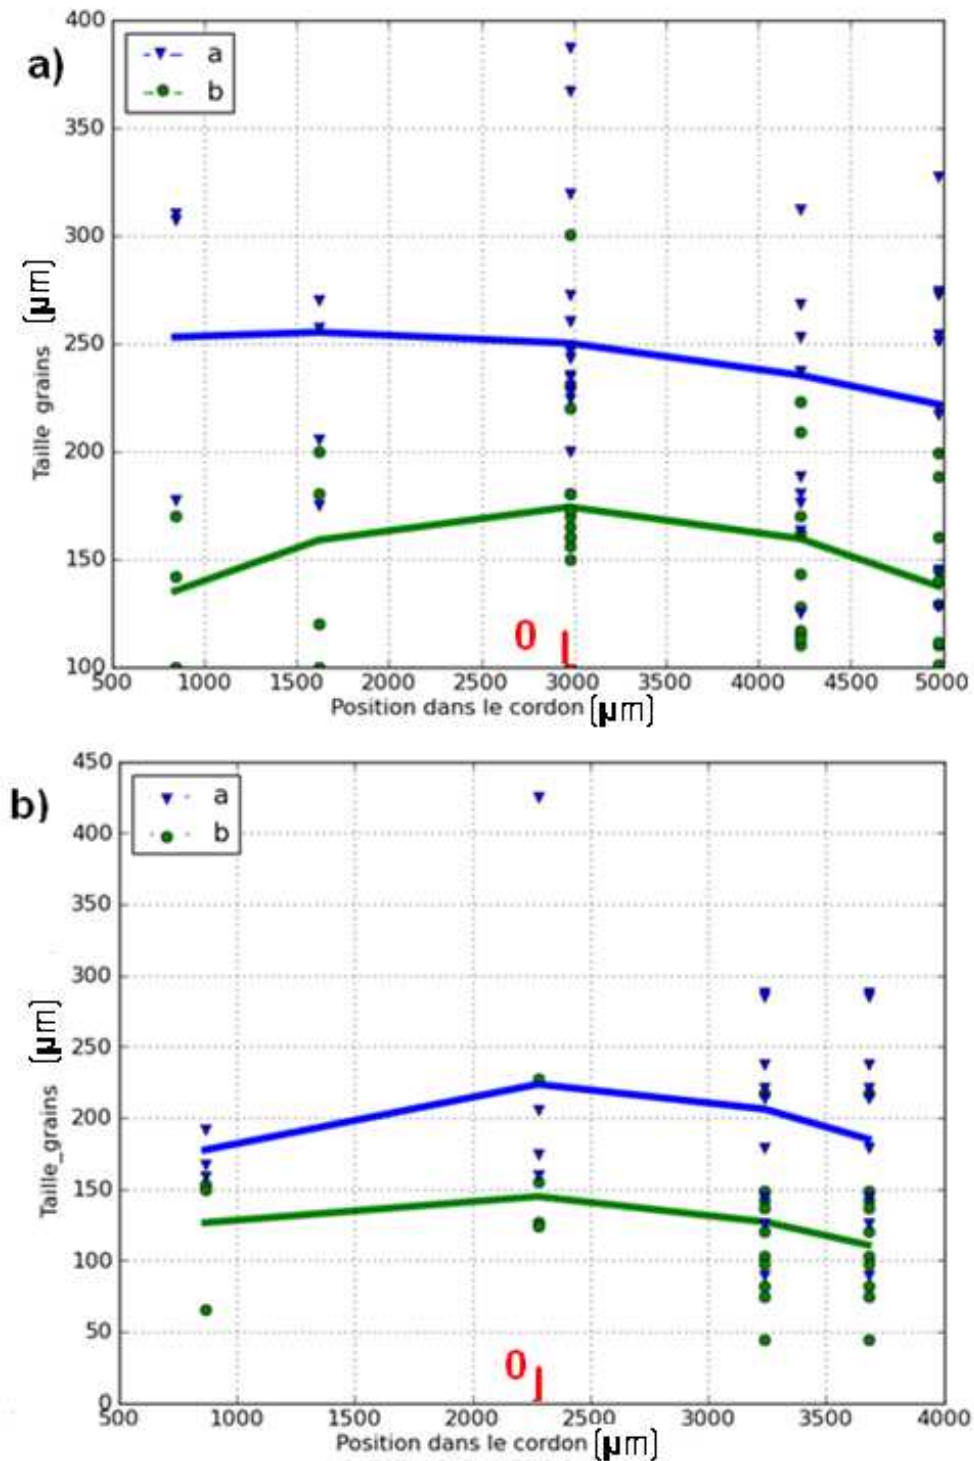 a)
a
b
400
350
300
250
200
150
100
Taille grains [µm]
0
500 1000 1500 2000 2500 3000 3500 4000 4500 5000
Position dans le cordon [µm]
b)
a
b
450
400
350
300
250
200
150
100
50
0
Taille_grains [µm]
0
500 1000 1500 2000 2500 3000 3500 4000
Position dans le cordon [µm]